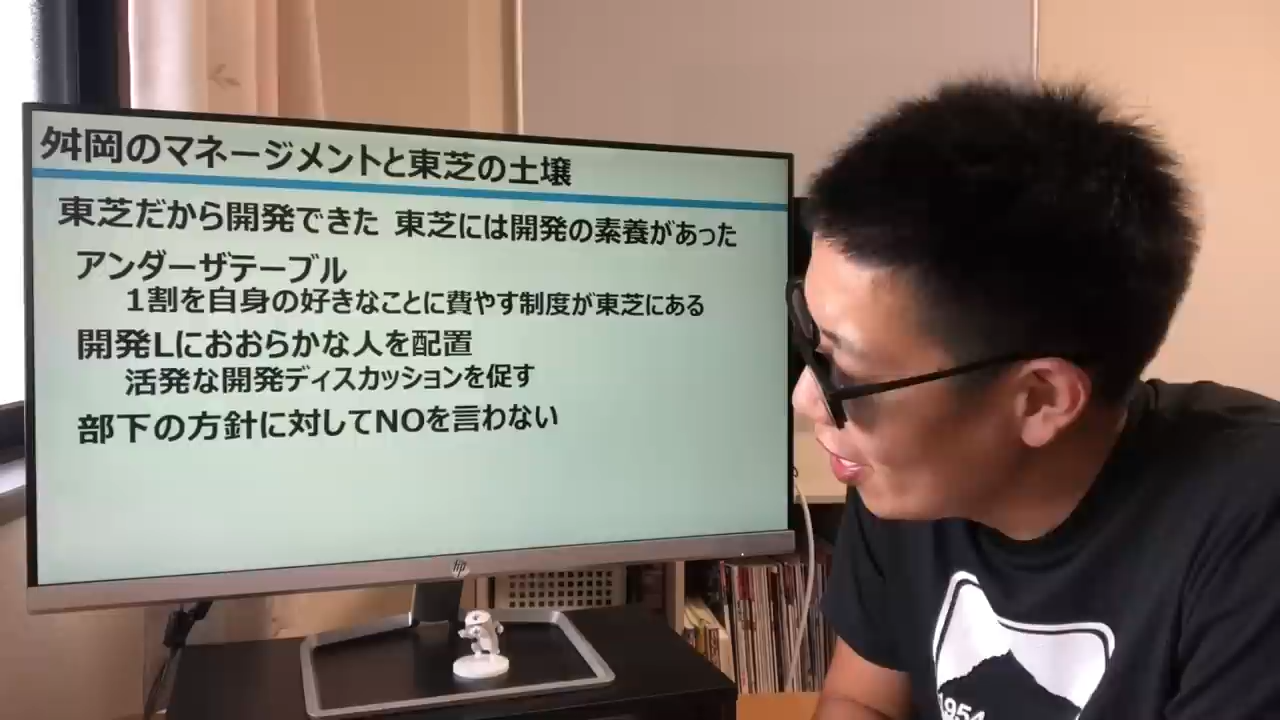 舛岡のマネージメントと東芝の土壌
東芝だから開発できた 東芝には開発の素養があった
アンダーザテーブル
1割を自身の好きなことに費やす制度が東芝にある
開発Lにおおらかな人を配置
活発な開発ディスカッションを促す
部下の方針に対してNOを言わない
hp
1954